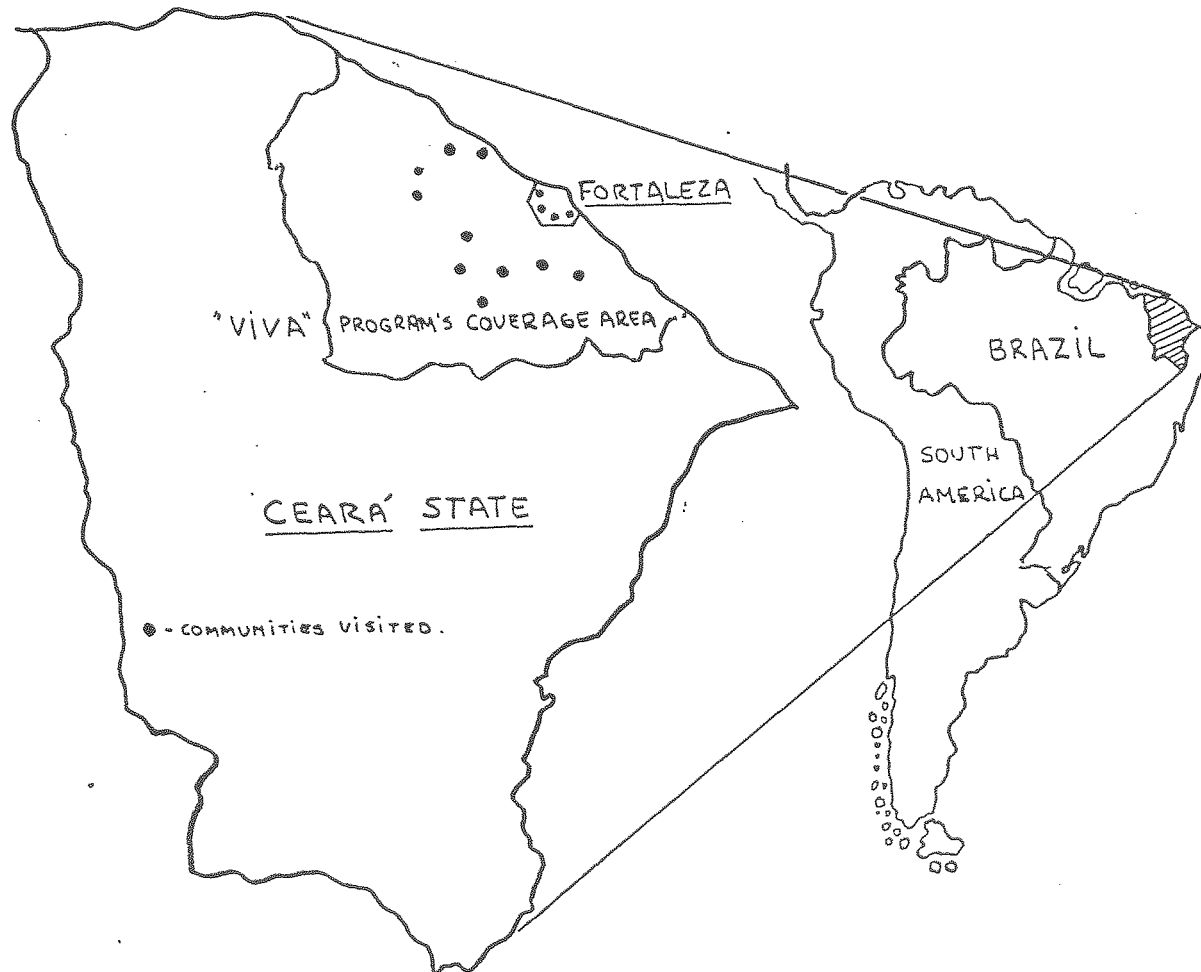 FORTALEZA
"ViVA" PROGRAM'S COVERAGE AREA
BRAZiL
SOUTH
AMERICA
CEARÁ STATE
- COMMUNiTiES ViSiTED.